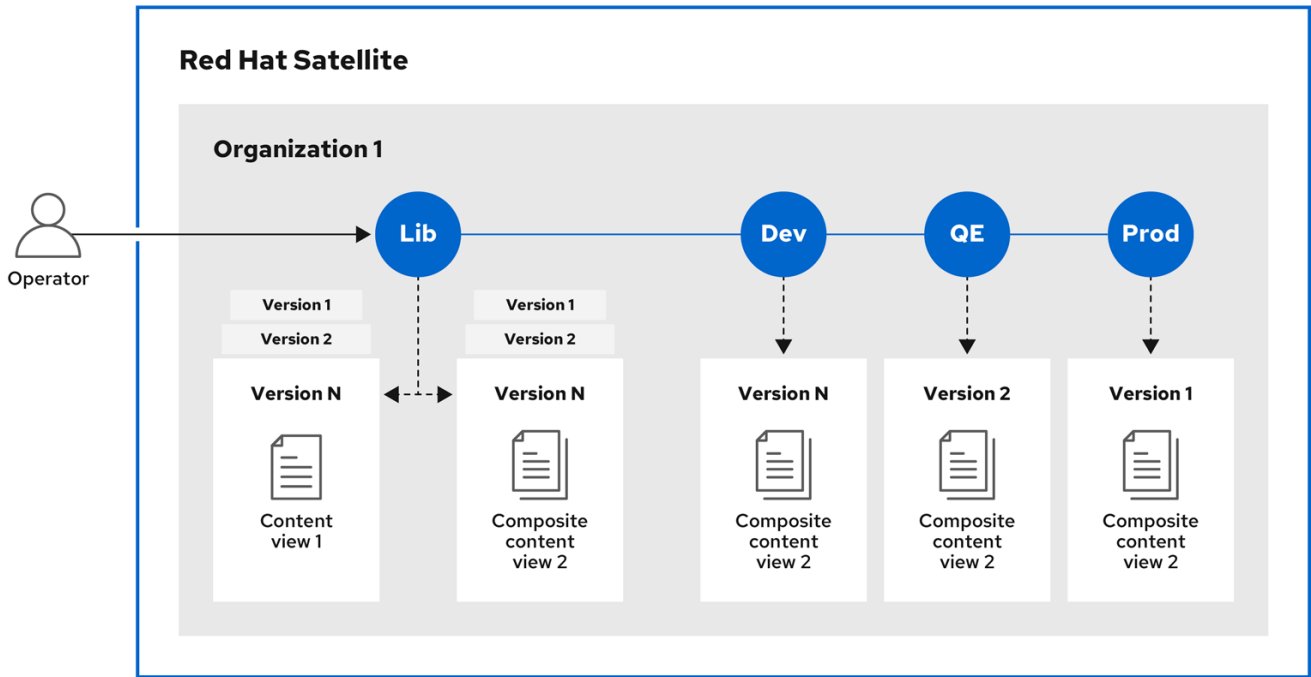 Red Hat Satellite
Organization 1
Operator
Lib
Dev
QE
Prod
Version 1
Version 2
Version N
Content
view 1
Version 1
Version 2
Version N
Composite
content
view 2
Version N
Composite
content
view 2
Version 2
Composite
content
view 2
Version 1
Composite
content
view 2